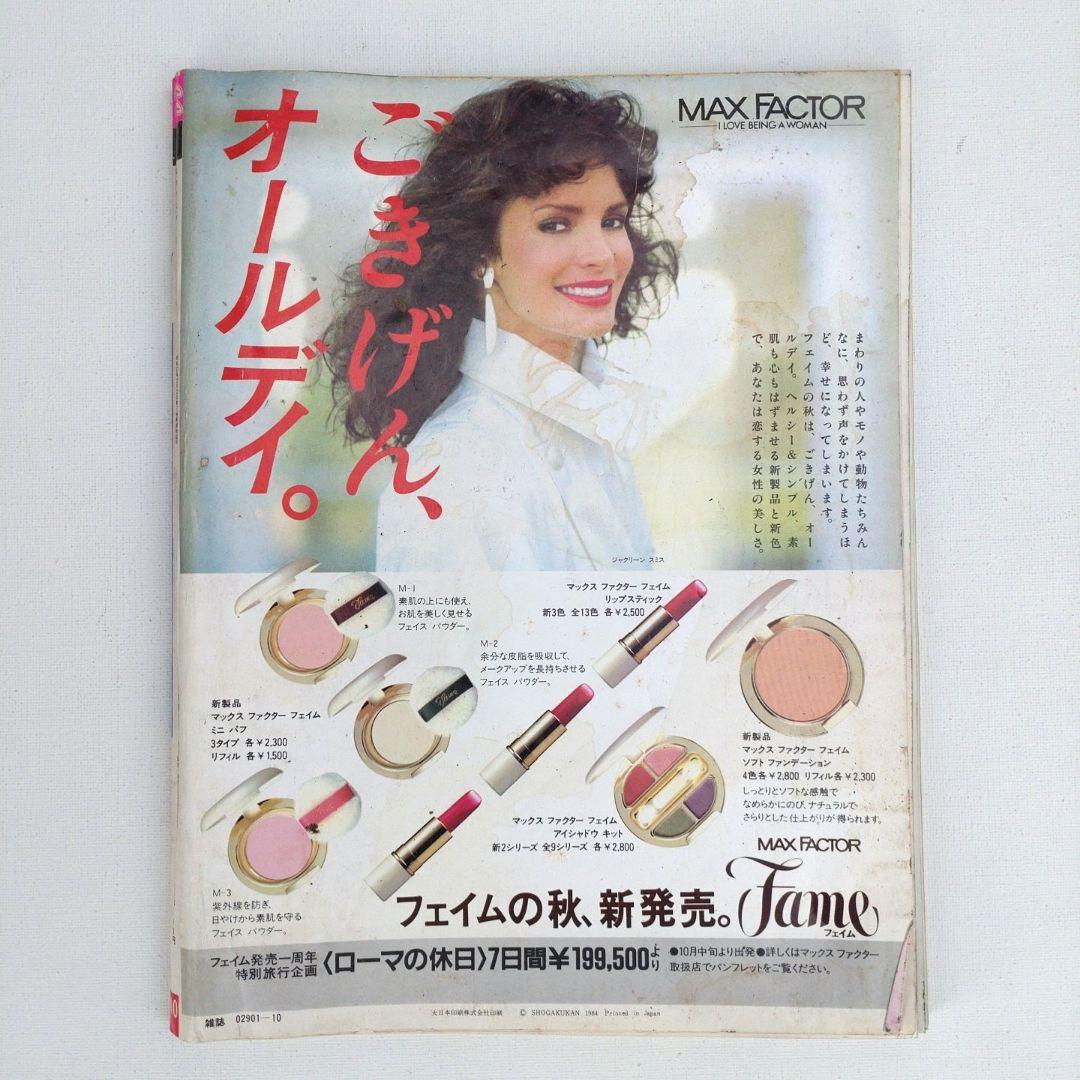 ごきげん、
オールデイ。
MAX FACTOR
I LOVE BEING A WOMAN
まわりの人やモノや動物たちみん
なに、思わず声をかけてしまうほ
ど、幸せになってしまいます。
フェイムの秋は、ごきげん、オー
ルデイ。ヘルシー&シンプル、素
肌も心もはずませる新製品と新色
で、あなたは恋する女性の美しさ。
ジャクリーン スミス
M-1
素肌の上にも使え、
お肌を美しく見せる
フェイス パウダー。
M-2
余分な皮脂を吸収して、
メークアップを長持ちさせる
フェイス パウダー。
マックス ファクター フェイム
リップスティック
新3色 全13色 各¥2,500
新製品
マックス ファクター フェイム
ミニ パフ
3タイプ 各¥2,300
リフィル 各¥1,500
新製品
マックス ファクター フェイム
ソフト ファンデーション
4色各¥2,800 リフィル各¥2,300
しっとりとソフトな感触で
なめらかにのび、ナチュラルで
さらりとした仕上がりが得られます。
マックス ファクター フェイム
アイシャドウ キット
新2シリーズ 全9シリーズ 各¥2,800
M-3
紫外線を防ぎ、
日やけから素肌を守る
フェイス パウダー。
フェイムの秋、新発売。
MAX FACTOR
Fame
フェイム
フェイム発売一周年
特別旅行企画
〈ローマの休日〉7日間¥199,500より
●10月中旬より出発●詳しくはマックス ファクター
取扱店でパンフレットをご覧ください。
雑誌 02901-10
大日本印刷株式会社印刷 © SHOGAKUKAN 1984 Printed in Japan